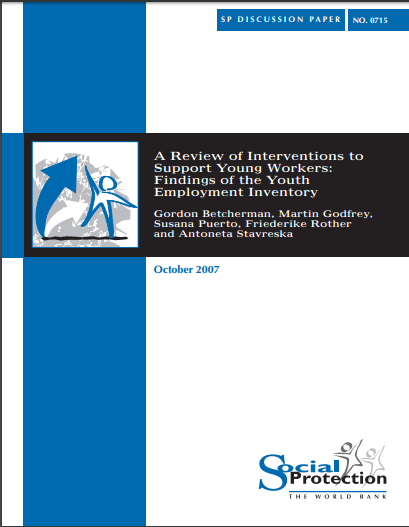 SP DISCUSSION PAPER NO. 0715
A Review of Interventions to
Support Young Workers:
Findings of the Youth
Employment Inventory
Gordon Betcherman, Martin Godfrey,
Susana Puerto, Friederike Rother
and Antoneta Stavreska
October 2007
Social
Protection
THE WORLD BANK